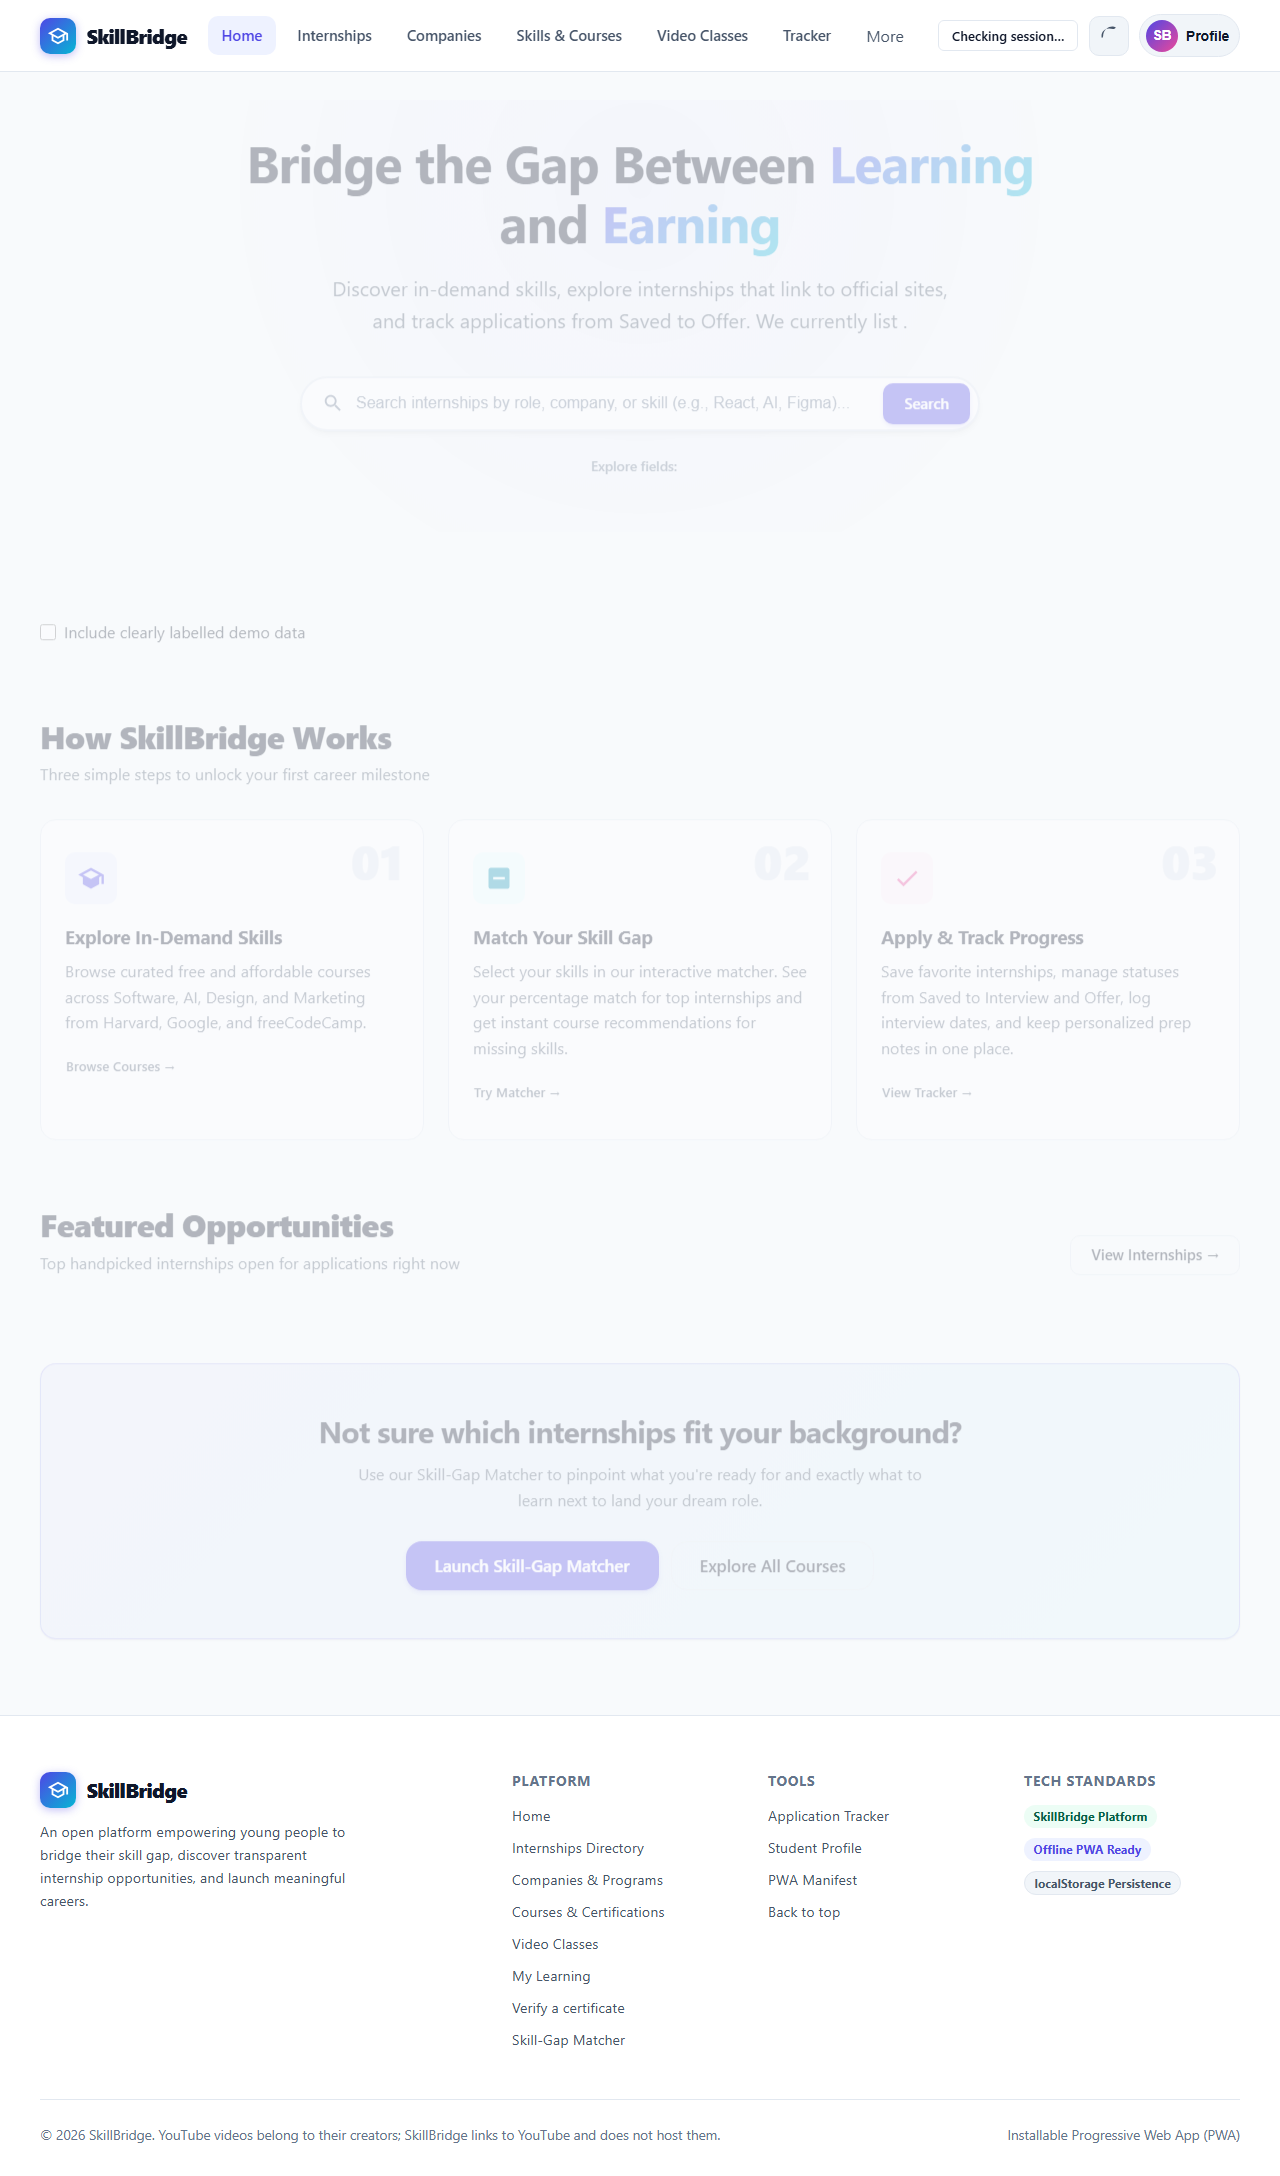 SkillBridge
Home
Internships
Companies
Skills & Courses
Video Classes
Tracker
More
Checking session...
SB
Profile
Bridge the Gap Between Learning
and Earning
Discover in-demand skills, explore internships that link to official sites,
and track applications from Saved to Offer. We currently list .
Search internships by role, company, or skill (e.g., React, AI, Figma)...
Search
Explore fields:
Include clearly labelled demo data
How SkillBridge Works
Three simple steps to unlock your first career milestone
01
Explore In-Demand Skills
Browse curated free and affordable courses
across Software, AI, Design, and Marketing
from Harvard, Google, and freeCodeCamp.
Browse Courses →
02
Match Your Skill Gap
Select your skills in our interactive matcher. See
your percentage match for top internships and
get instant course recommendations for
missing skills.
Try Matcher →
03
Apply & Track Progress
Save favorite internships, manage statuses
from Saved to Interview and Offer, log
interview dates, and keep personalized prep
notes in one place.
View Tracker →
Featured Opportunities
Top handpicked internships open for applications right now
View Internships →
Not sure which internships fit your background?
Use our Skill-Gap Matcher to pinpoint what you're ready for and exactly what to
learn next to land your dream role.
Launch Skill-Gap Matcher
Explore All Courses
SkillBridge
An open platform empowering young people to
bridge their skill gap, discover transparent
internship opportunities, and launch meaningful
careers.
PLATFORM
Home
Internships Directory
Companies & Programs
Courses & Certifications
Video Classes
My Learning
Verify a certificate
Skill-Gap Matcher
TOOLS
Application Tracker
Student Profile
PWA Manifest
Back to top
TECH STANDARDS
SkillBridge Platform
Offline PWA Ready
localStorage Persistence
© 2026 SkillBridge. YouTube videos belong to their creators; SkillBridge links to YouTube and does not host them.
Installable Progressive Web App (PWA)